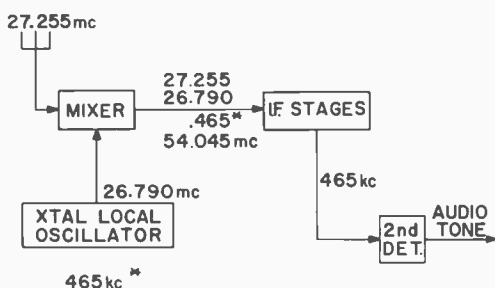 27.255mc
MIXER
27.255
26.790
.465*
54.045mc
I.F. STAGES
26.790mc
XTAL LOCAL
OSCILLATOR
465kc
2nd
DET.
AUDIO
TONE
465kc *